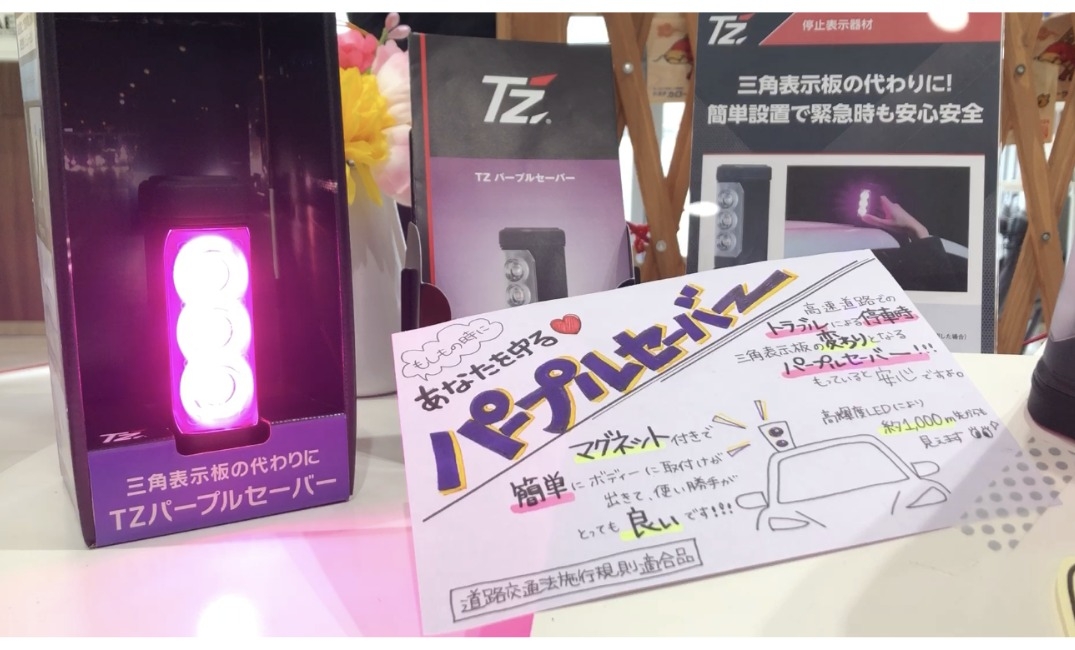 TZ.
三角表示板の代わりに
TZパープルセーバー
TZ.
TZ パープルセーバー
TZ.
停止表示器材
三角表示板の代わりに!
簡単設置で緊急時も安心安全
もしもの時に
あなたを守る
パープルセーバー
高速道路での
トラブルによる停車時
三角表示板の変わりとなる
パープルセーバー!!!
もっていると安心ですよ。
マグネット付きで
簡単にボディーに取付けが
出きて、使い勝手が
とっても良いです!!!
高輝度LEDにより
約1,000m先からも
見えます
道路交通法施行規則適合品